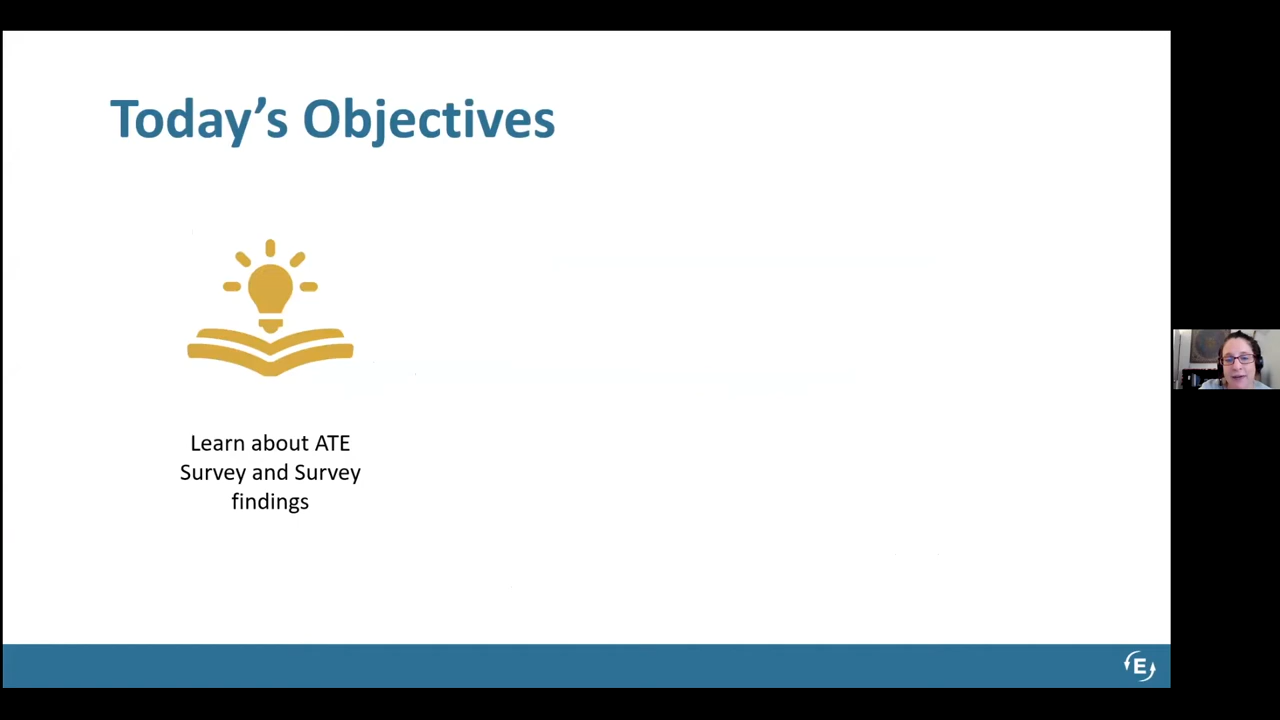 Today’s Objectives
Learn about ATE
Survey and Survey
findings
E